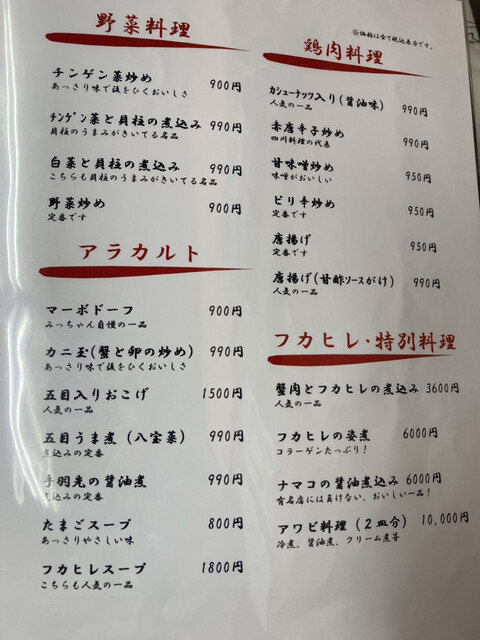 野菜料理
チンゲン菜炒め 900円
あっさり味で後をひくおいしさ
チンゲン菜と貝柱の煮込み 990円
貝柱のうまみがきいてる名品
白菜と貝柱の煮込み 990円
こちらも貝柱のうまみがきいてる名品
野菜炒め 900円
定番です
アラカルト
マーボドーフ 900円
みっちゃん自慢の一品
カニ玉(蟹と卵の炒め) 990円
あっさり味で後をひくおいしさ
五目入りおこげ 1500円
人気の一品
五目うま煮(八宝菜) 990円
煮込みの定番
手羽先の醤油煮 990円
煮込みの定番
たまごスープ 800円
あっさりやさしい味
フカヒレスープ 1800円
こちらも人気の一品
※価格は全て税込表示です。
鶏肉料理
カシューナッツ入り(醤油味) 990円
人気の一品
赤唐辛子炒め 990円
四川料理の代表
甘味噌炒め 950円
味噌がおいしい
ピリ辛炒め 950円
定番です
唐揚げ 950円
定番です
唐揚げ(甘酢ソースがけ) 990円
人気の一品
フカヒレ・特別料理
蟹肉とフカヒレの煮込み 3600円
人気の一品
フカヒレの姿煮 6000円
コラーゲンたっぷり!
ナマコの醤油煮込み 6000円
有名店には負けない、おいしい一品!
アワビ料理(2皿分) 10,000円
冷煮、醤油煮、クリーム煮等